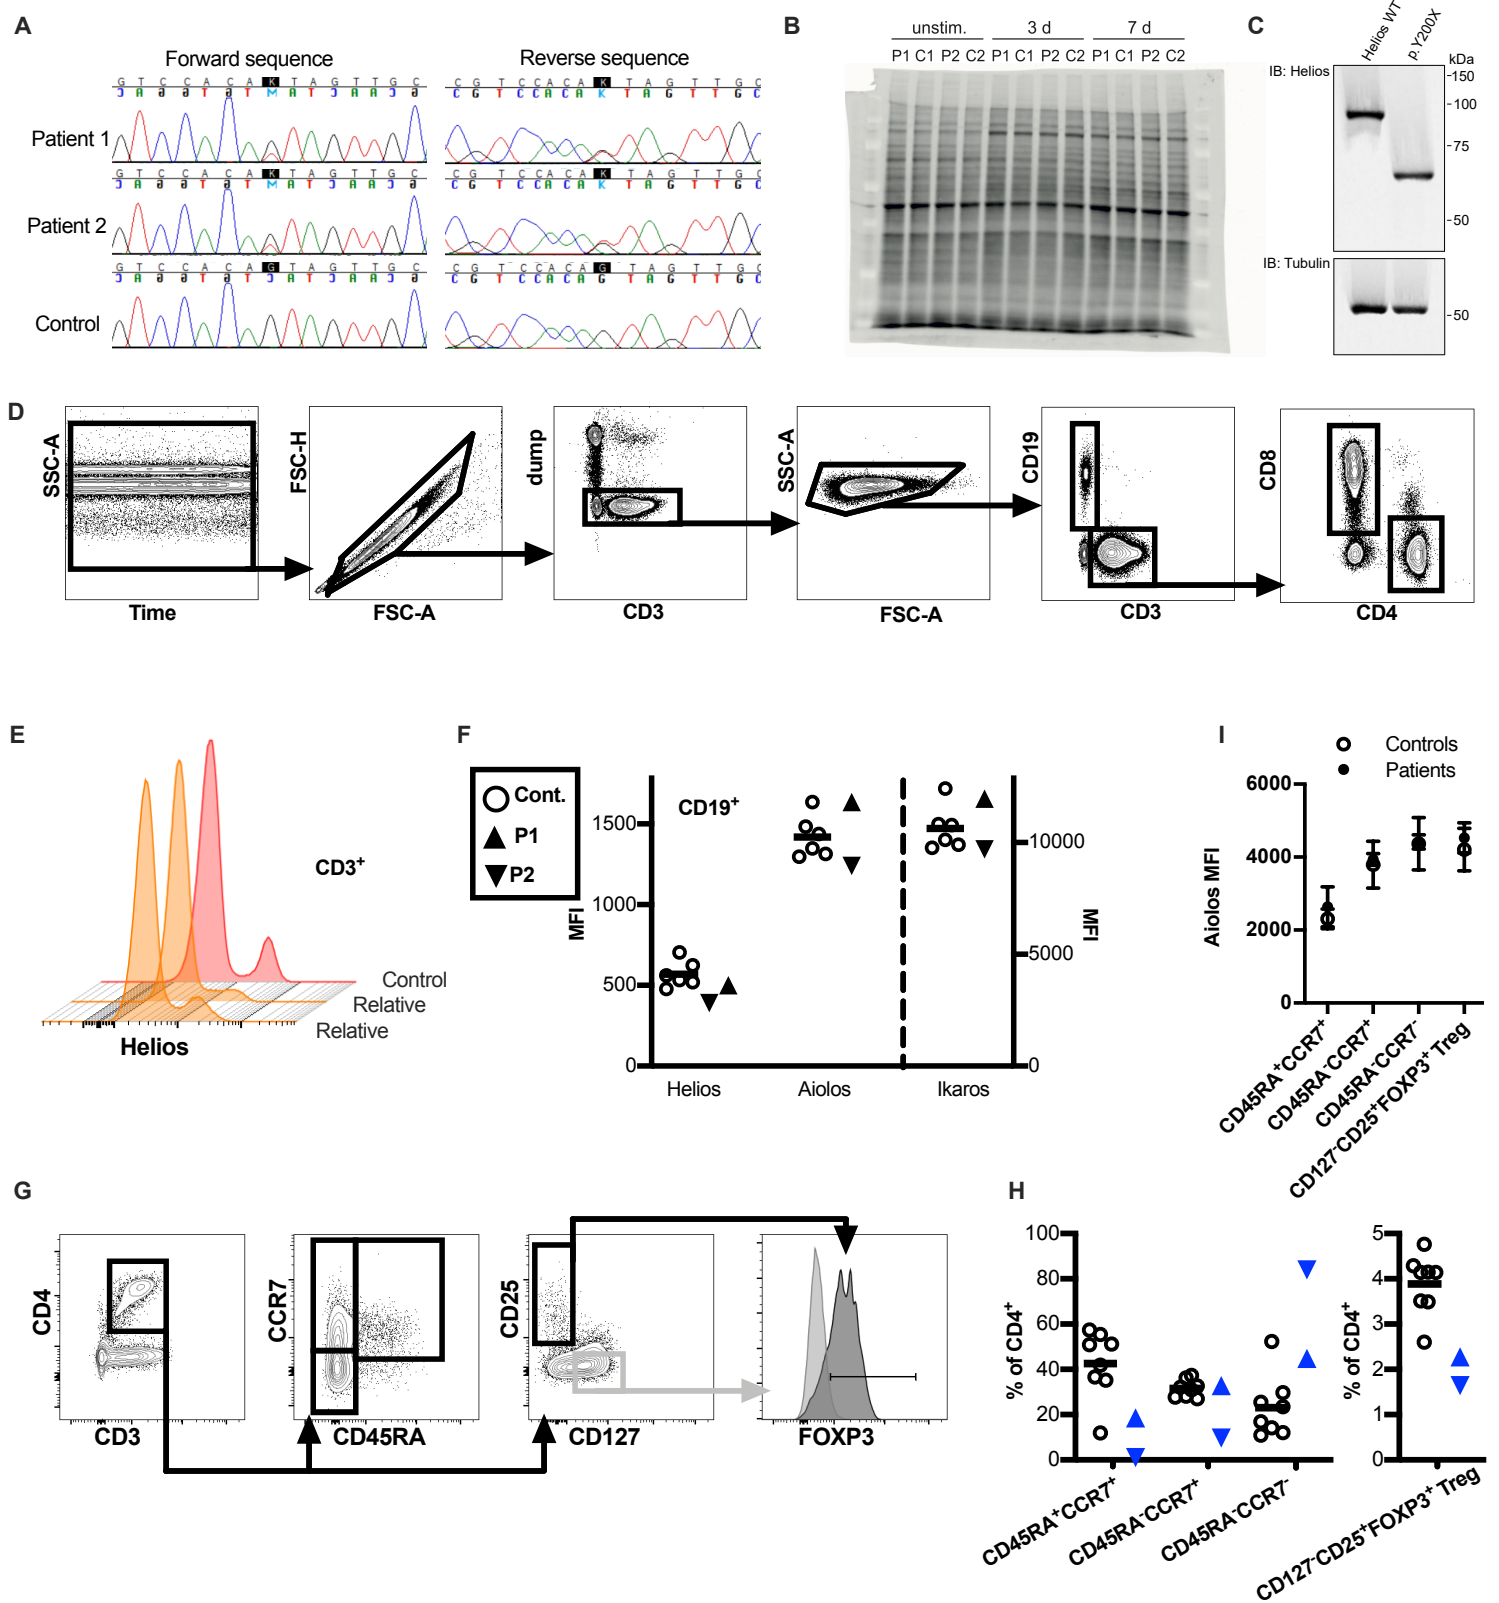 A
Forward sequence
Reverse sequence
G T C C A C A K T A G T T G C
C G T C C A C A K T A G T T G C
C G T C C A C A K T A G T T G C
Patient 1
G T C C A C A K T A G T T G C
C G T C C A C A K T A G T T G C
C G T C C A C A K T A G T T G C
Patient 2
G T C C A C A G T A G T T G C
C G T C C A C A G T A G T T G C
C G T C C A C A G T A G T T G C
Control
B
unstim. 3 d 7 d
P1 C1 P2 C2 P1 C1 P2 C2 P1 C1 P2 C2
C
Helios WT
p.Y200X
kDa
IB: Helios
-150
-100
75
-50
IB: Tubulin
-50
D
SSC-A
Time
FSC-H
FSC-A
dump
CD3
SSC-A
FSC-A
CD19
CD3
CD8
CD4
E
CD3+
Control
Relative
Relative
Helios
F
Cont.
P1
P2
CD19+
MFI
1500
1000
500
0
MFI
10000
5000
0
Helios Aiolos Ikaros
I
Controls
Patients
Aiolos MFI
6000
4000
2000
0
CD45RA+CCR7+
CD45RA-CCR7+
CD45RA-CCR7-
CD127-CD25+FOXP3+ Treg
G
CD4
CD3
CCR7
CD45RA
CD25
CD127
FOXP3
H
% of CD4+
100
80
60
40
20
0
CD45RA+CCR7+
CD45RA-CCR7+
CD45RA-CCR7-
% of CD4+
5
4
3
2
1
0
CD127-CD25+FOXP3+ Treg